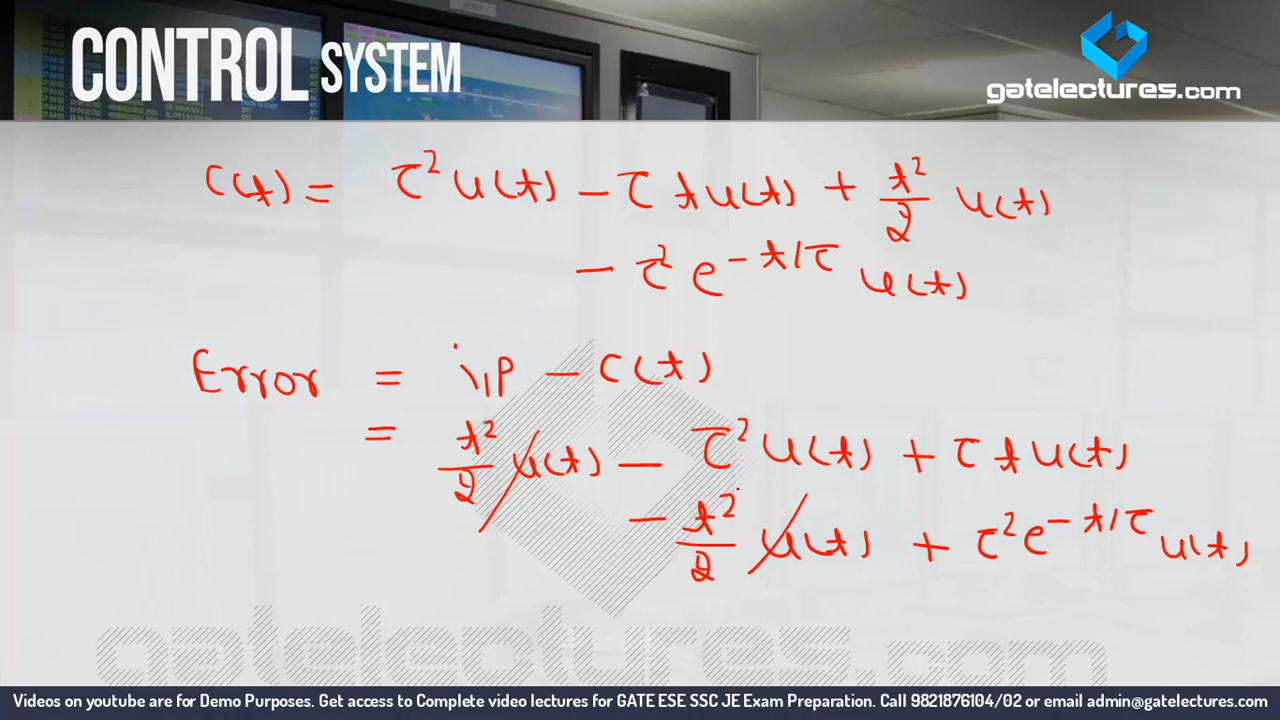 CONTROL SYSTEM
gatelectures.com
c(t) = τ² u(t) − τ t u(t) + t²/2 u(t)
− τ² e^(−t/τ) u(t)
Error = i/p − c(t)
= t²/2 u(t) − τ² u(t) + τ t u(t)
− t²/2 u(t) + τ² e^(−t/τ) u(t)
gatelectures.com
Videos on youtube are for Demo Purposes. Get access to Complete video lectures for GATE ESE SSC JE Exam Preparation. Call 9821876104/02 or email admin@gatelectures.com